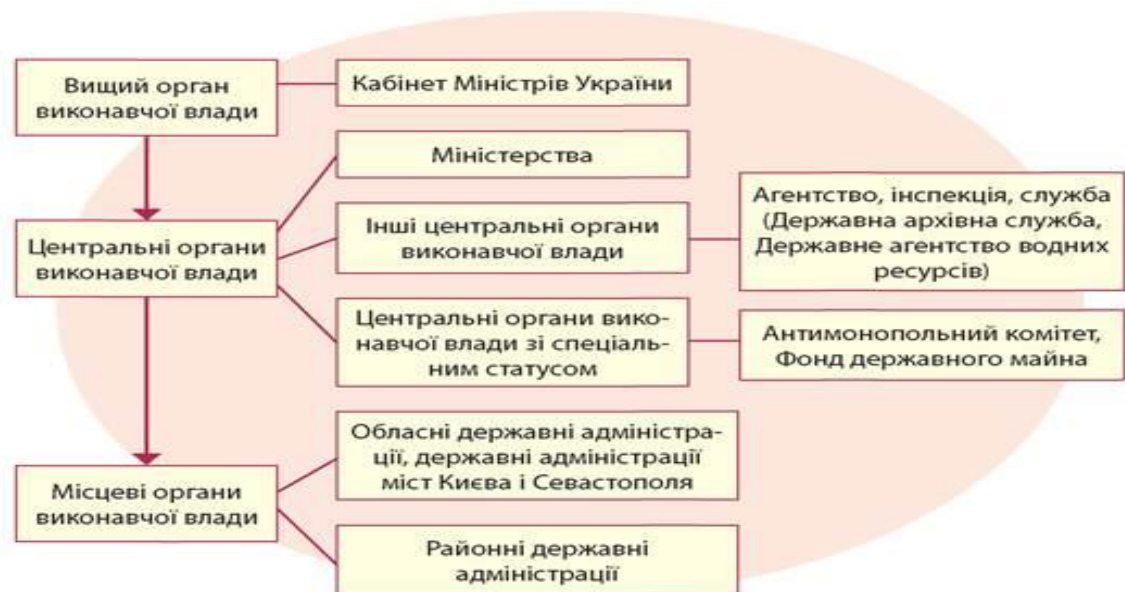 Вищий орган
виконавчої влади
Кабінет Міністрів України
Міністерства
Центральні органи
виконавчої влади
Інші центральні органи
виконавчої влади
Агентство, інспекція, служба
(Державна архівна служба,
Державне агентство водних
ресурсів)
Центральні органи вико-
навчої влади зі спеціаль-
ним статусом
Антимонопольний комітет,
Фонд державного майна
Місцеві органи
виконавчої влади
Обласні державні адміністра-
ції, державні адміністрації
міст Києва і Севастополя
Районні державні
адміністрації